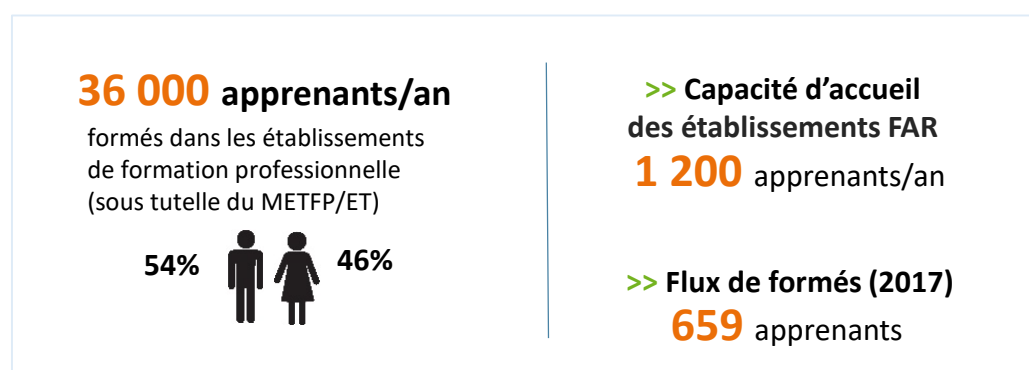 36 000 apprenants/an
formés dans les établissements
de formation professionnelle
(sous tutelle du METFP/ET)
54%
46%
>> Capacité d’accueil
des établissements FAR
1 200 apprenants/an
>> Flux de formés (2017)
659 apprenants